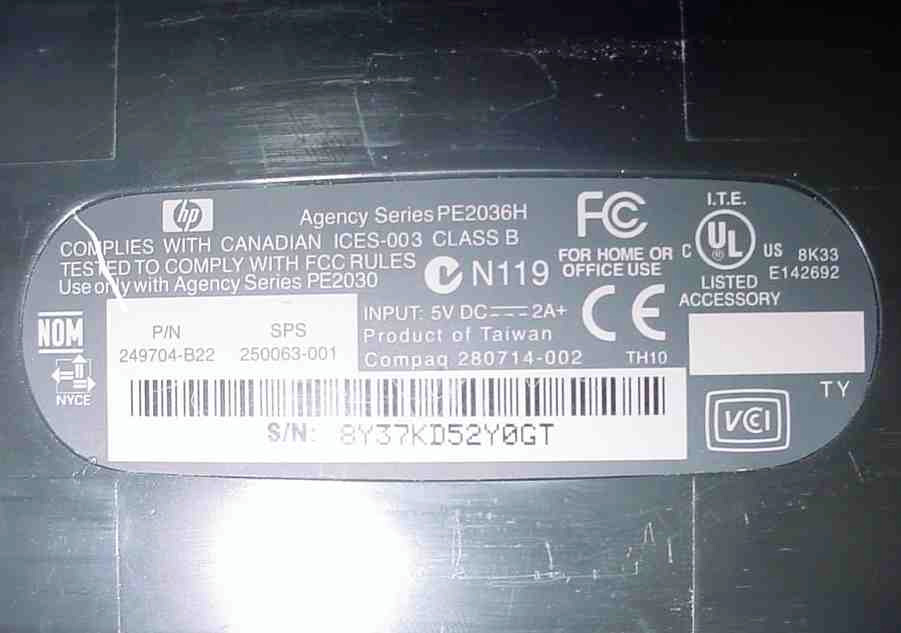 hp
Agency Series PE2036H
COMPLIES WITH CANADIAN ICES-003 CLASS B
TESTED TO COMPLY WITH FCC RULES
Use only with Agency Series PE2030
N119
FC
FOR HOME OR
OFFICE USE
I.T.E.
C UL US
LISTED
ACCESSORY
8K33
E142692
NOM
NYCE
P/N
249704-B22
SPS
250063-001
INPUT: 5V DC---2A+
Product of Taiwan
Compaq 280714-002
TH10
CE
S/N: 8Y37KD52Y0GT
TY
VCI